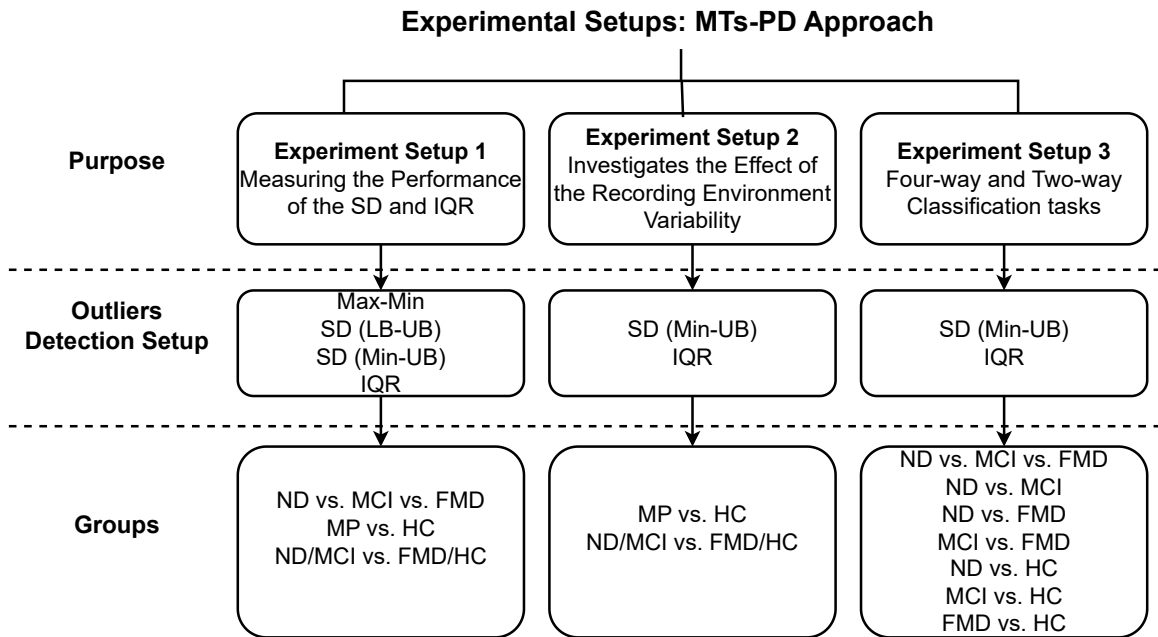 Experimental Setups: MTs-PD Approach
Purpose
Experiment Setup 1
Measuring the Performance
of the SD and IQR
Experiment Setup 2
Investigates the Effect of
the Recording Environment
Variability
Experiment Setup 3
Four-way and Two-way
Classification tasks
Outliers
Detection Setup
Max-Min
SD (LB-UB)
SD (Min-UB)
IQR
SD (Min-UB)
IQR
SD (Min-UB)
IQR
Groups
ND vs. MCI vs. FMD
MP vs. HC
ND/MCI vs. FMD/HC
MP vs. HC
ND/MCI vs. FMD/HC
ND vs. MCI vs. FMD
ND vs. MCI
ND vs. FMD
MCI vs. FMD
ND vs. HC
MCI vs. HC
FMD vs. HC